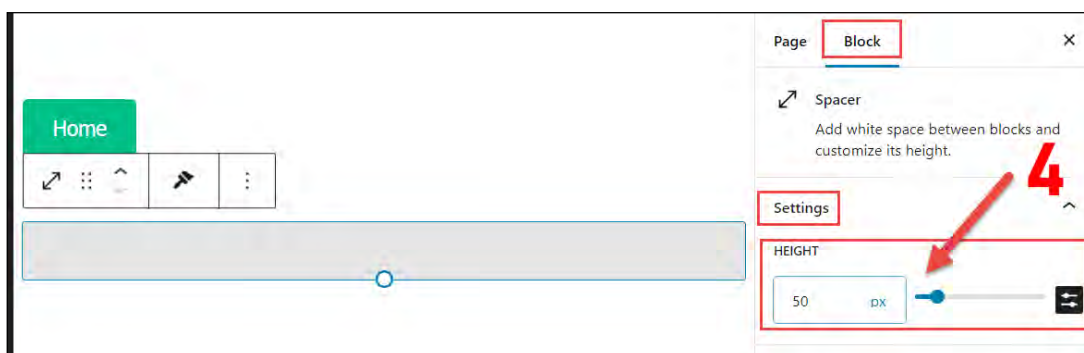 Page Block
Home
Spacer
Add white space between blocks and
customize its height.
4
Settings
HEIGHT
50 px